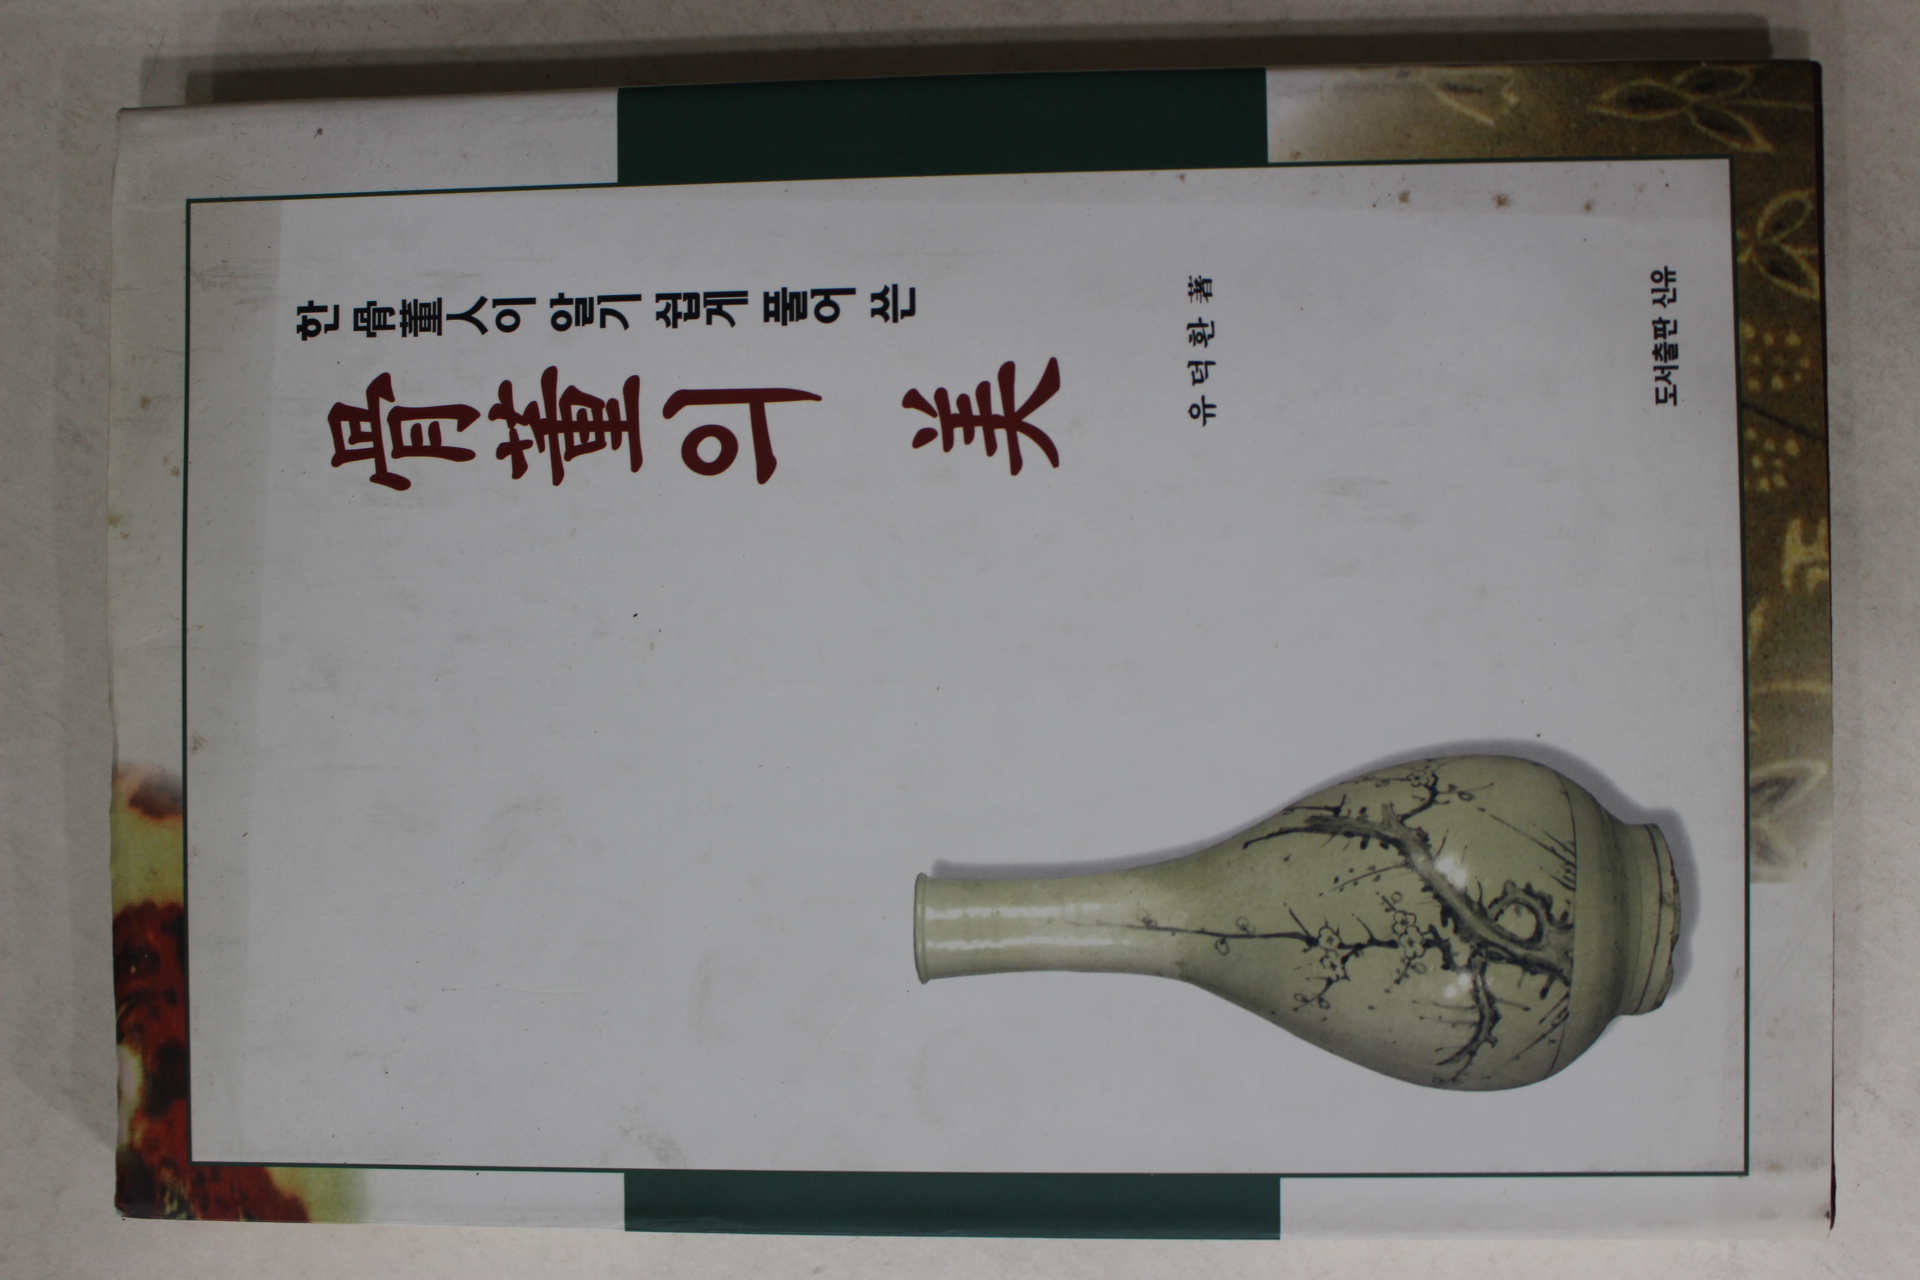 한 骨董人이 알기 쉽게 풀어 쓴
骨董의 美
유덕환 著
도서출판 신유